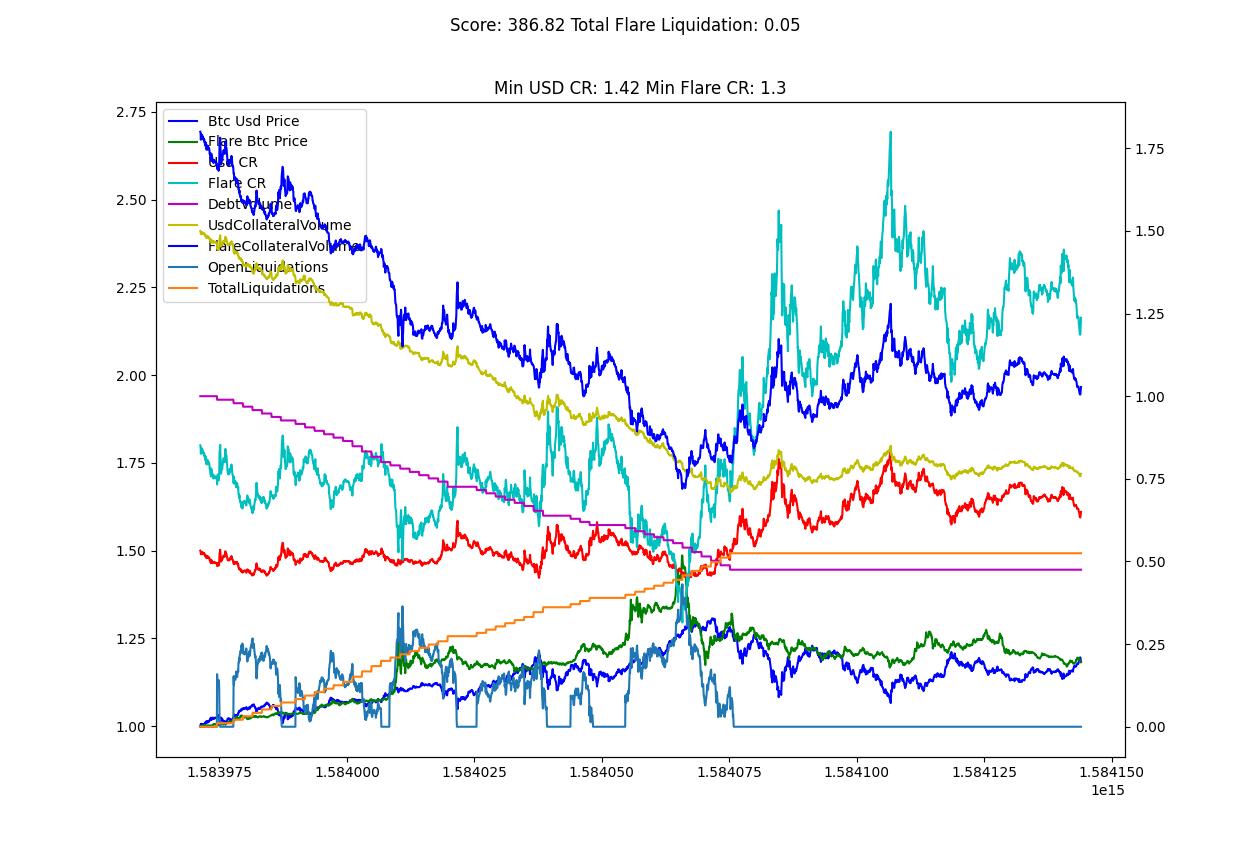 Score: 386.82 Total Flare Liquidation: 0.05
Min USD CR: 1.42 Min Flare CR: 1.3
Btc Usd Price
Flare Btc Price
Usd CR
Flare CR
DebtVolume
UsdCollateralVolume
FlareCollateralVolume
OpenLiquidations
TotalLiquidations
2.75
2.50
2.25
2.00
1.75
1.50
1.25
1.00
1.75
1.50
1.25
1.00
0.75
0.50
0.25
0.00
1.583975 1.584000 1.584025 1.584050 1.584075 1.584100 1.584125 1.584150
1e15